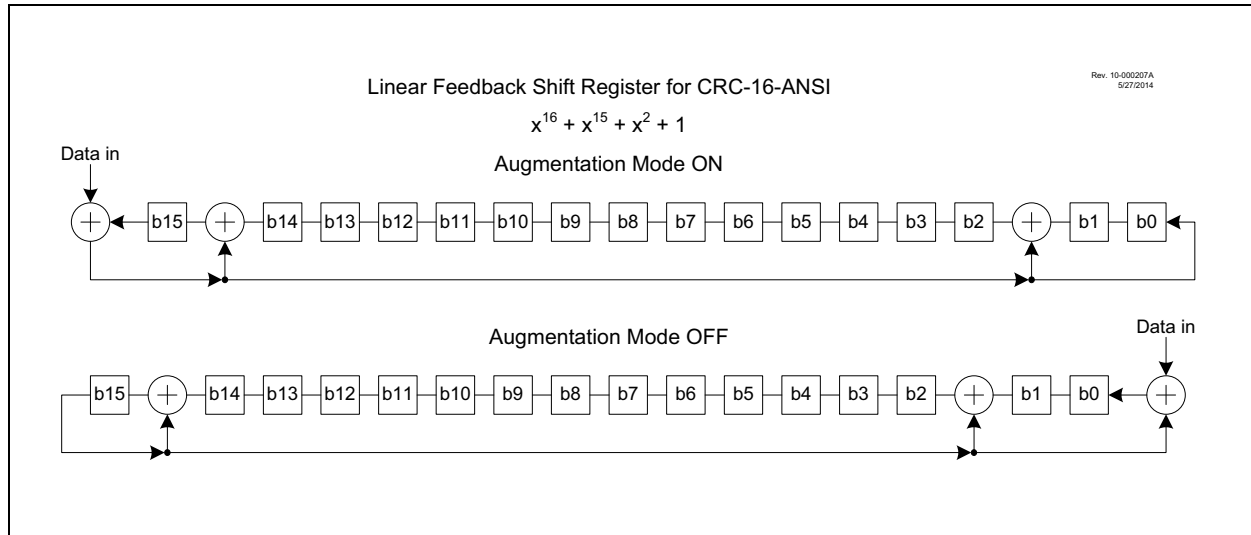 Linear Feedback Shift Register for CRC-16-ANSI
Rev. 10-000207A
5/27/2014
x¹⁶ + x¹⁵ + x² + 1
Augmentation Mode ON
Data in
b15 b14 b13 b12 b11 b10 b9 b8 b7 b6 b5 b4 b3 b2 b1 b0
Augmentation Mode OFF
Data in
b15 b14 b13 b12 b11 b10 b9 b8 b7 b6 b5 b4 b3 b2 b1 b0